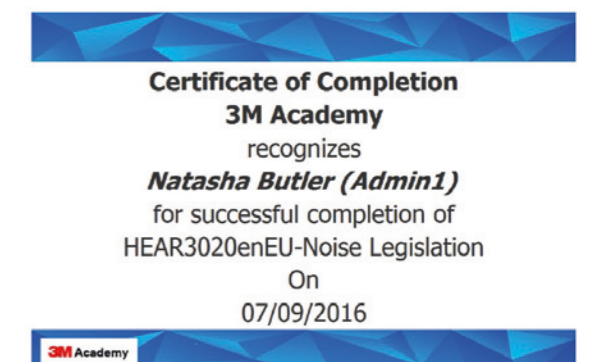 Certificate of Completion
3M Academy
recognizes
Natasha Butler (Admin1)
for successful completion of
HEAR3020enEU-Noise Legislation
On
07/09/2016
3M Academy